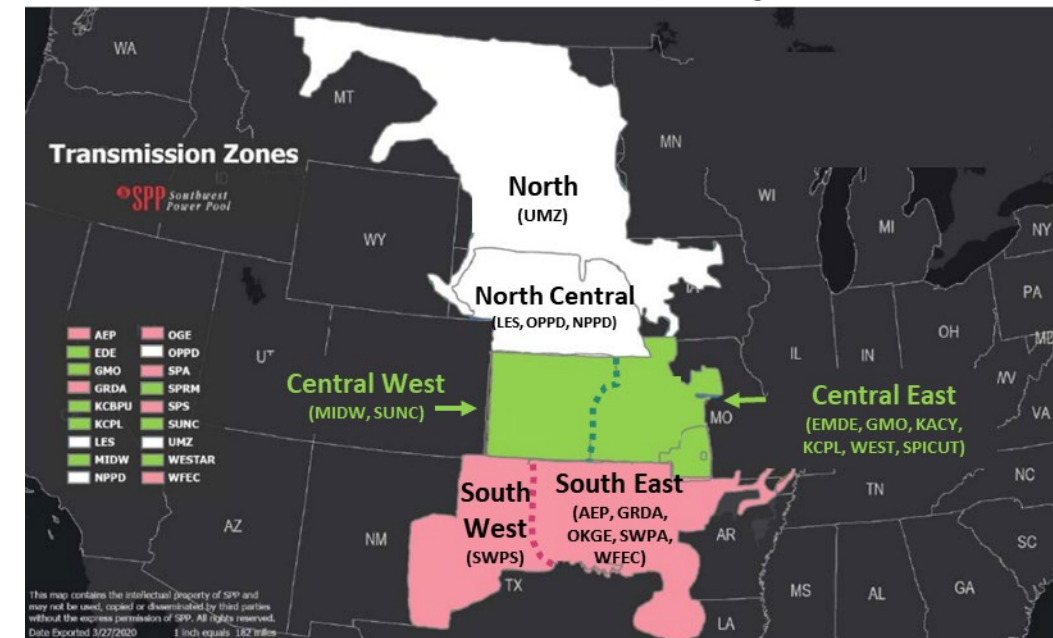 WA
MT
MN
Transmission Zones
SPP Southwest
Power Pool
North
(UMZ)
WI
MI
NY
WY
North Central
(LES, OPPD, NPPD)
PA
AEP OGE
EDE OPPD
GMO SPA
GRDA SPRM
KCBPU SPS
KCPL SUNC
LES UMZ
MIDW WESTAR
NPPD WFEC
UT
IL
IN
OH
WV
VA
Central West
(MIDW, SUNC)
MO
Central East
(EMDE, GMO, KACY,
KCPL, WEST, SPICUT)
South
West
(SWPS)
South East
(AEP, GRDA,
OKGE, SWPA,
WFEC)
TN
NC
AZ
NM
AR
SC
TX
MS
AL
GA
LA
This map contains the intellectual property of SPP and
may not be used, copied or disseminated by third parties
without the express permission of SPP. All rights reserved.
Date Exported 3/27/2020 1 inch equals 182 miles